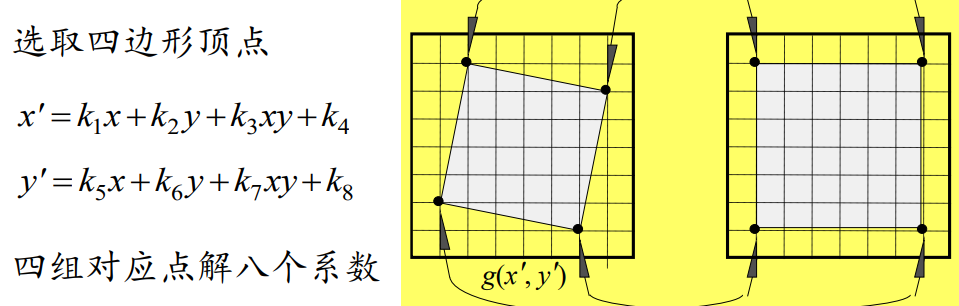 选取四边形顶点
x′=k₁x+k₂y+k₃xy+k₄
y′=k₅x+k₆y+k₇xy+k₈
四组对应点解八个系数
g(x′,y′)